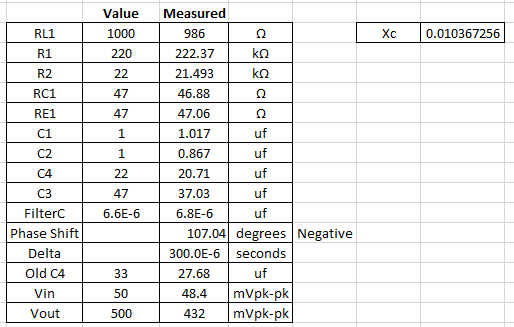 Value Measured
RL1 1000 986 Ω Xc 0.010367256
R1 220 222.37 kΩ
R2 22 21.493 kΩ
RC1 47 46.88 Ω
RE1 47 47.06 Ω
C1 1 1.017 uf
C2 1 0.867 uf
C4 22 20.71 uf
C3 47 37.03 uf
FilterC 6.6E-6 6.8E-6 uf
Phase Shift 107.04 degrees Negative
Delta 300.0E-6 seconds
Old C4 33 27.68 uf
Vin 50 48.4 mVpk-pk
Vout 500 432 mVpk-pk